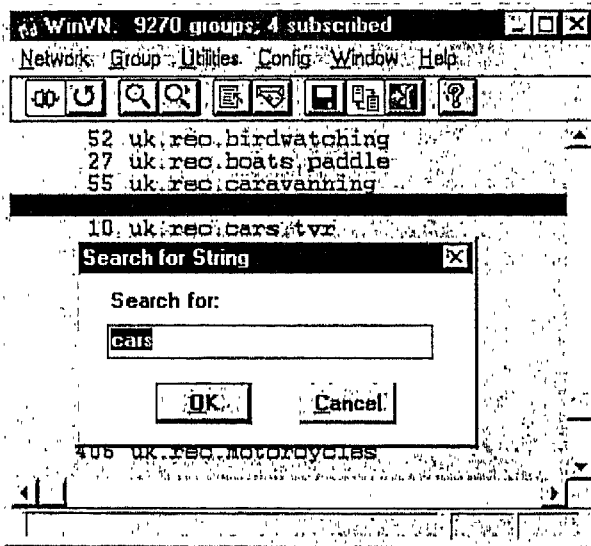 WinVN: 9270 groups; 4 subscribed
Network Group Utilities Config Window Help
52 uk.rec.birdwatching
27 uk.rec.boats.paddle
55 uk.rec.caravanning
10 uk.rec.cars.tvr
Search for String
Search for:
cars
OK
Cancel
406 uk.rec.motorcycles